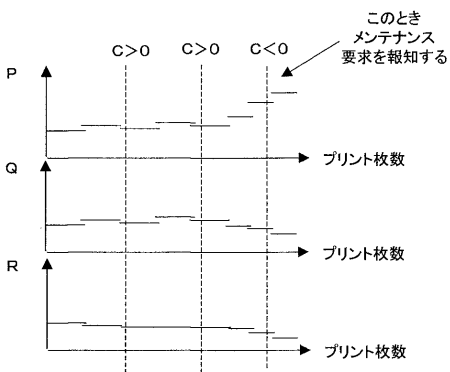 このとき
メンテナンス
要求を報知する
C>0
C>0
C<0
P
プリント枚数
Q
プリント枚数
R
プリント枚数